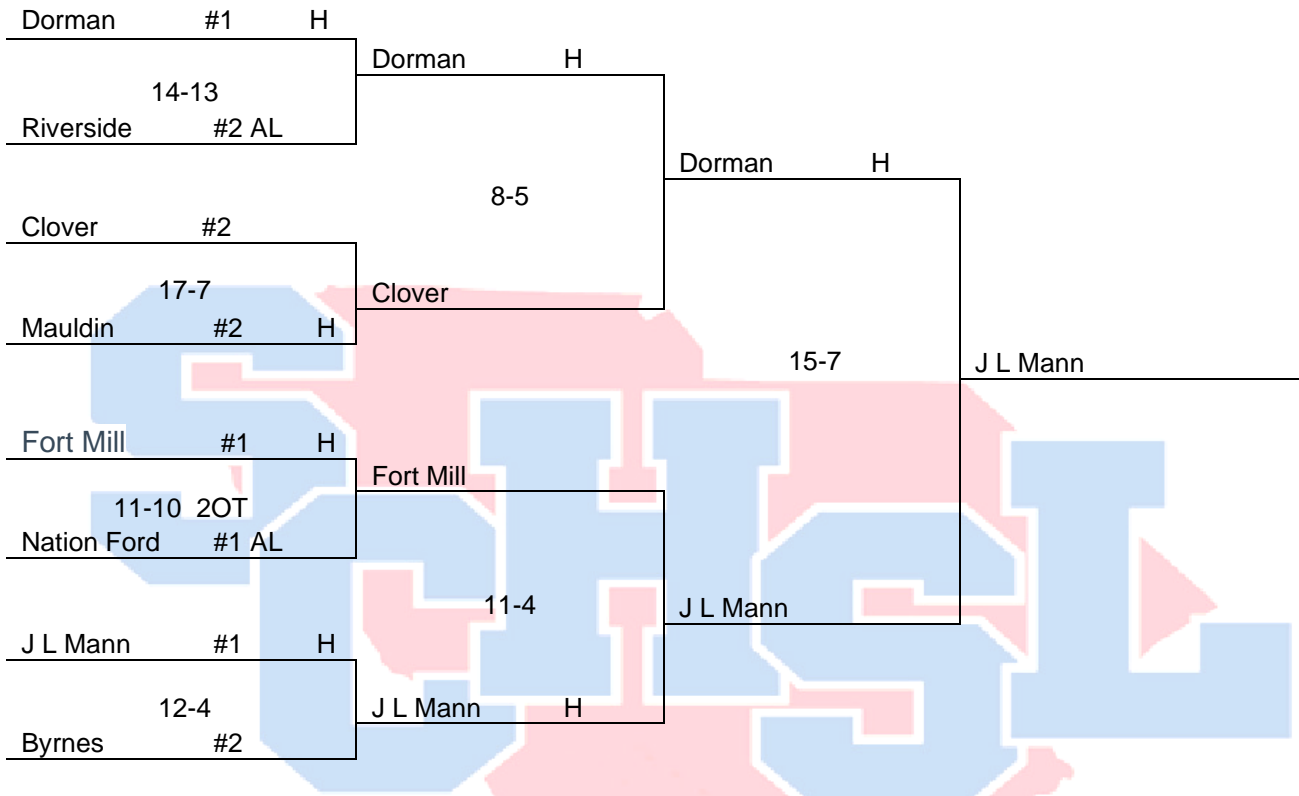 Dorman #1 H
14-13
Riverside #2 AL
Clover #2
17-7
Mauldin #2 H
Fort Mill #1 H
11-10 2OT
Nation Ford #1 AL
J L Mann #1 H
12-4
Byrnes #2
Dorman H
8-5
Clover
Fort Mill
11-4
J L Mann H
Dorman H
15-7
J L Mann
J L Mann
SCHSL